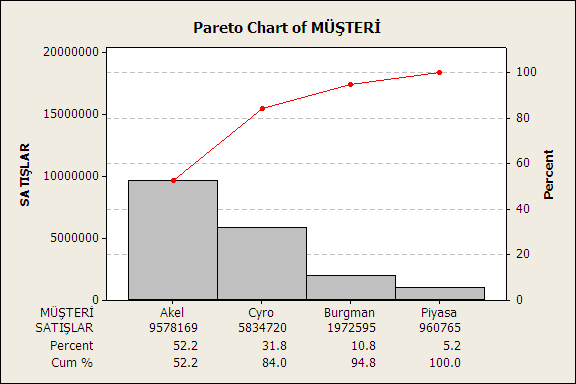 Pareto Chart of MÜŞTERİ
20000000
15000000
10000000
5000000
0
SATIŞLAR
100
80
60
40
20
0
Percent
MÜŞTERİ Akel Cyro Burgman Piyasa
SATIŞLAR 9578169 5834720 1972595 960765
Percent 52.2 31.8 10.8 5.2
Cum % 52.2 84.0 94.8 100.0